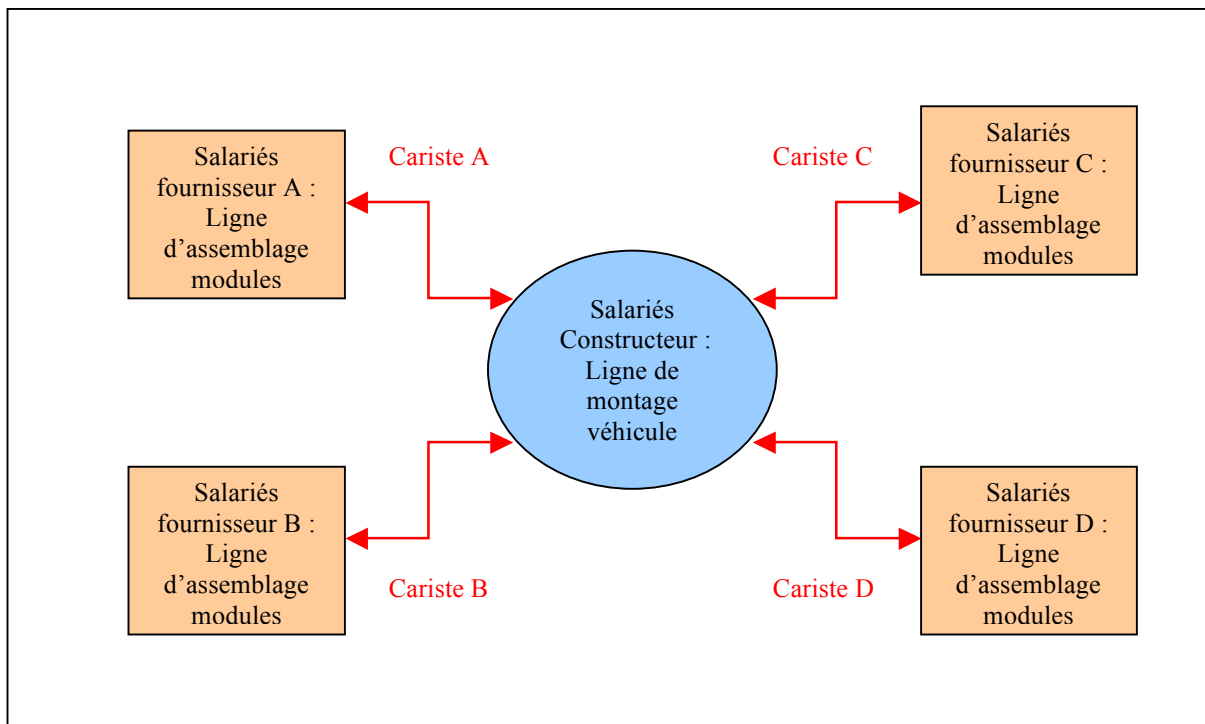 Salariés
fournisseur A :
Ligne
d’assemblage
modules
Cariste A
Cariste C
Salariés
fournisseur C :
Ligne
d’assemblage
modules
Salariés
Constructeur :
Ligne de
montage
véhicule
Salariés
fournisseur B :
Ligne
d’assemblage
modules
Cariste B
Cariste D
Salariés
fournisseur D :
Ligne
d’assemblage
modules